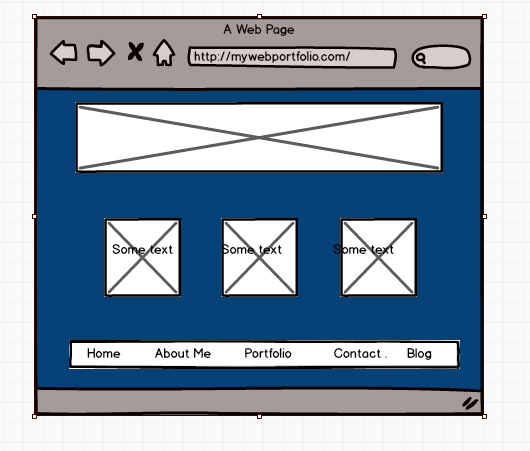 A Web Page
http://mywebportfolio.com/
Some text Some text Some text
Home About Me Portfolio Contact . Blog